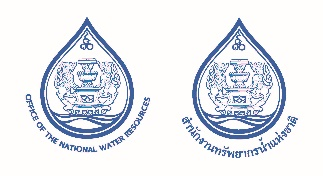 OFFICE OF THE NATIONAL WATER RESOURCES
สำนักงานทรัพยากรน้ำแห่งชาติ